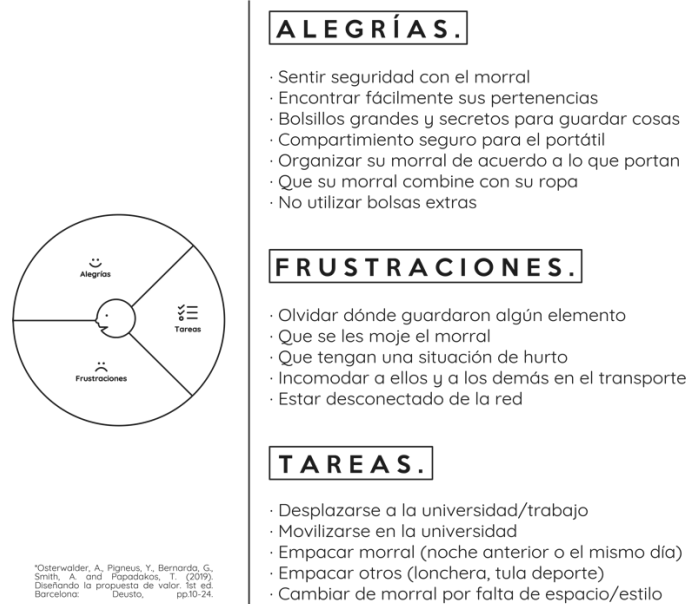 ALEGRÍAS.
· Sentir seguridad con el morral
· Encontrar fácilmente sus pertenencias
· Bolsillos grandes y secretos para guardar cosas
· Compartimiento seguro para el portátil
· Organizar su morral de acuerdo a lo que portan
· Que su morral combine con su ropa
· No utilizar bolsas extras
FRUSTRACIONES.
· Olvidar dónde guardaron algún elemento
· Que se les moje el morral
· Que tengan una situación de hurto
· Incomodar a ellos y a los demás en el transporte
· Estar desconectado de la red
TAREAS.
· Desplazarse a la universidad/trabajo
· Movilizarse en la universidad
· Empacar morral (noche anterior o el mismo día)
· Empacar otros (lonchera, tula deporte)
· Cambiar de morral por falta de espacio/estilo
Alegrías
Tareas
Frustraciones
*Osterwalder, A., Pigneus, Y., Bernarda, G.,
Smith, A. and Papadakos, T. (2019).
Diseñando la propuesta de valor. 1st ed.
Barcelona: Deusto, pp.10-24.